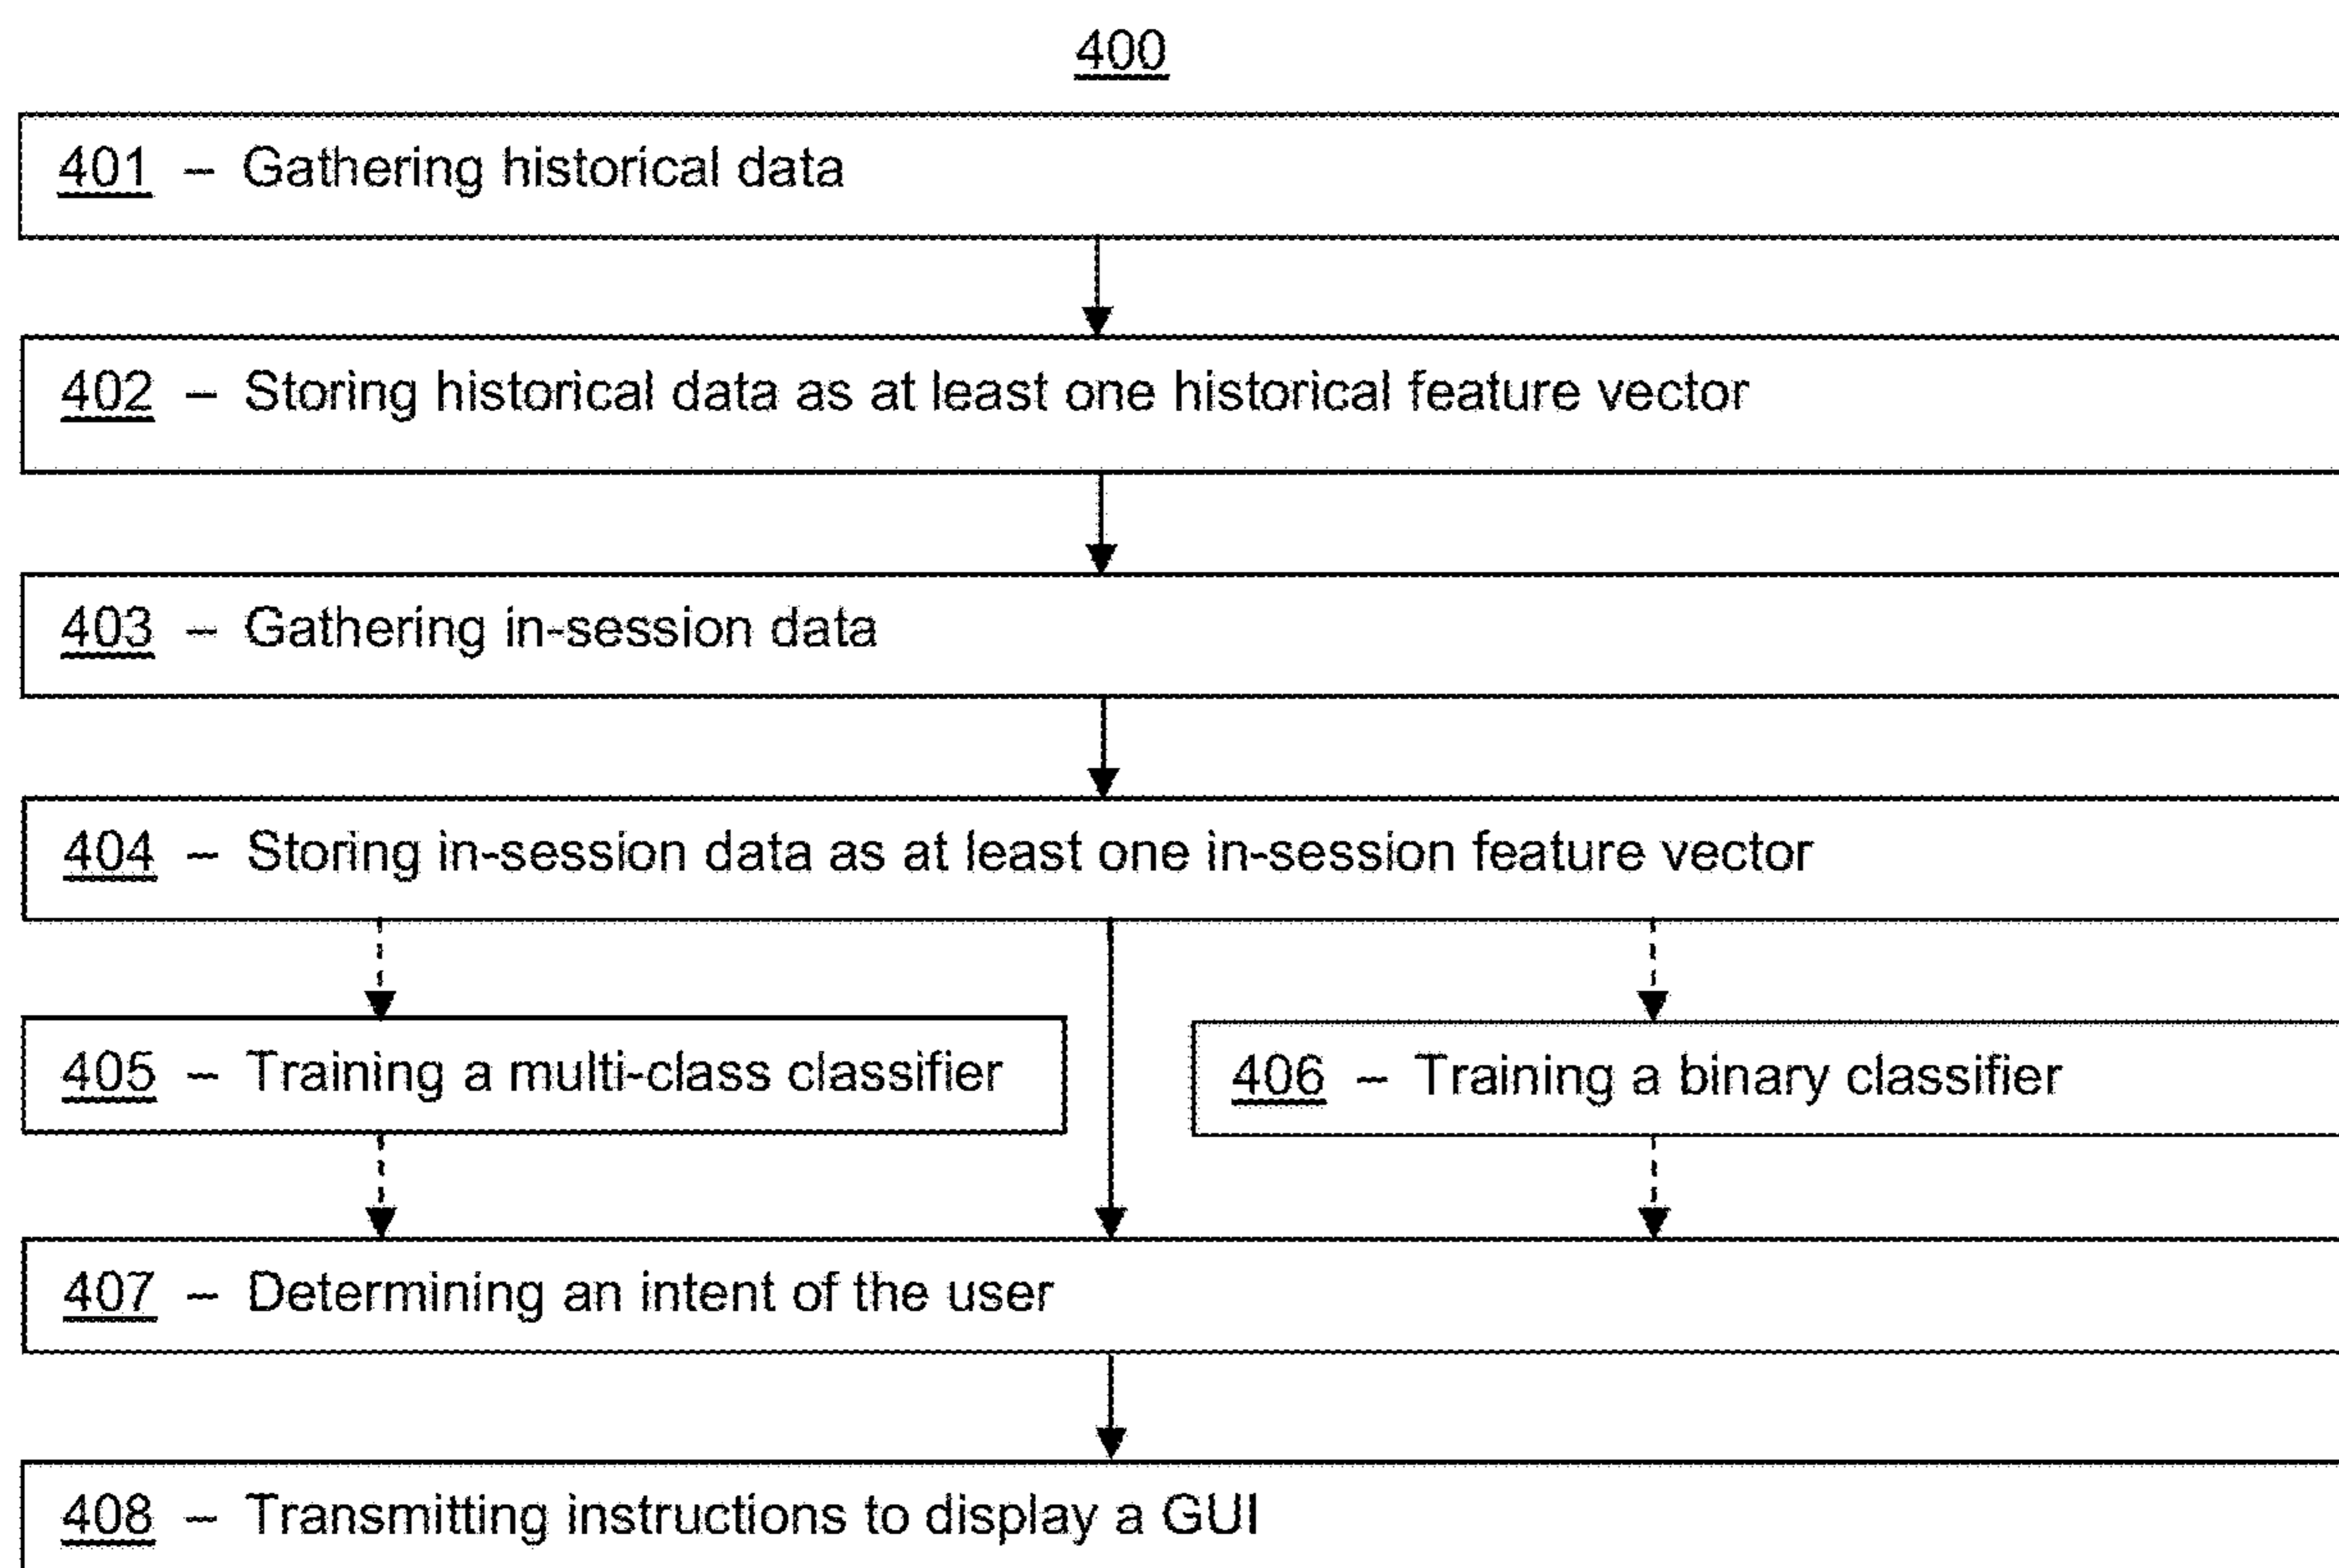 400
401 – Gathering historical data
402 – Storing historical data as at least one historical feature vector
403 – Gathering in-session data
404 – Storing in-session data as at least one in-session feature vector
405 – Training a multi-class classifier
406 – Training a binary classifier
407 – Determining an intent of the user
408 – Transmitting instructions to display a GUI